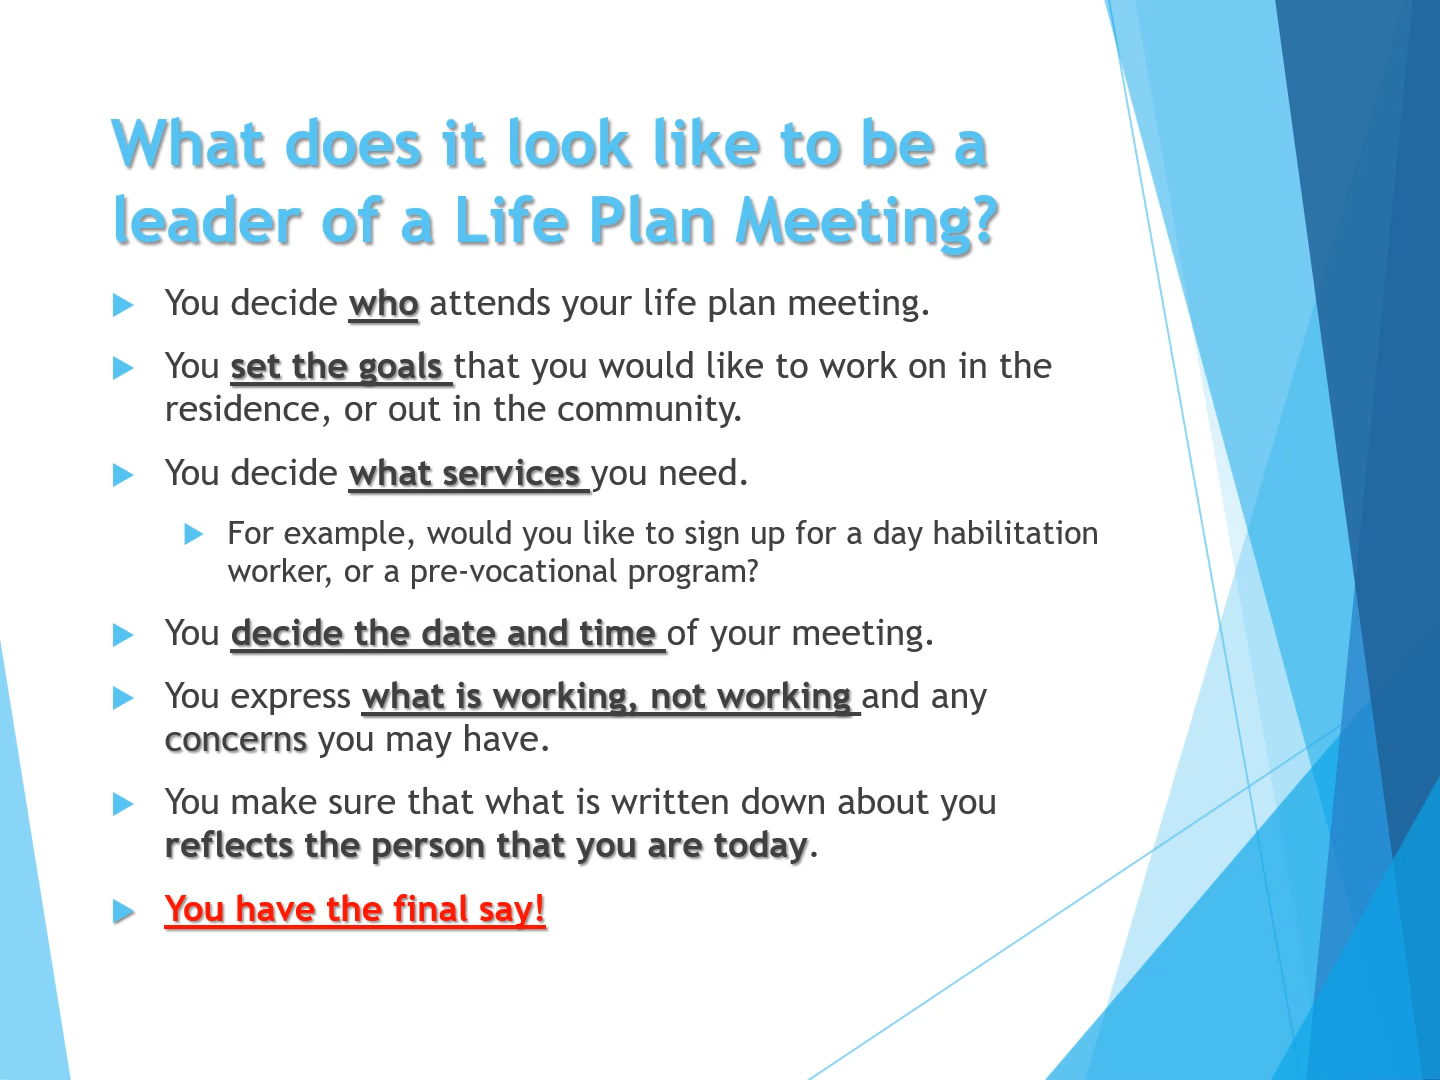 What does it look like to be a
leader of a Life Plan Meeting?
You decide who attends your life plan meeting.
You set the goals that you would like to work on in the
residence, or out in the community.
You decide what services you need.
For example, would you like to sign up for a day habilitation
worker, or a pre-vocational program?
You decide the date and time of your meeting.
You express what is working, not working and any
concerns you may have.
You make sure that what is written down about you
reflects the person that you are today.
You have the final say!